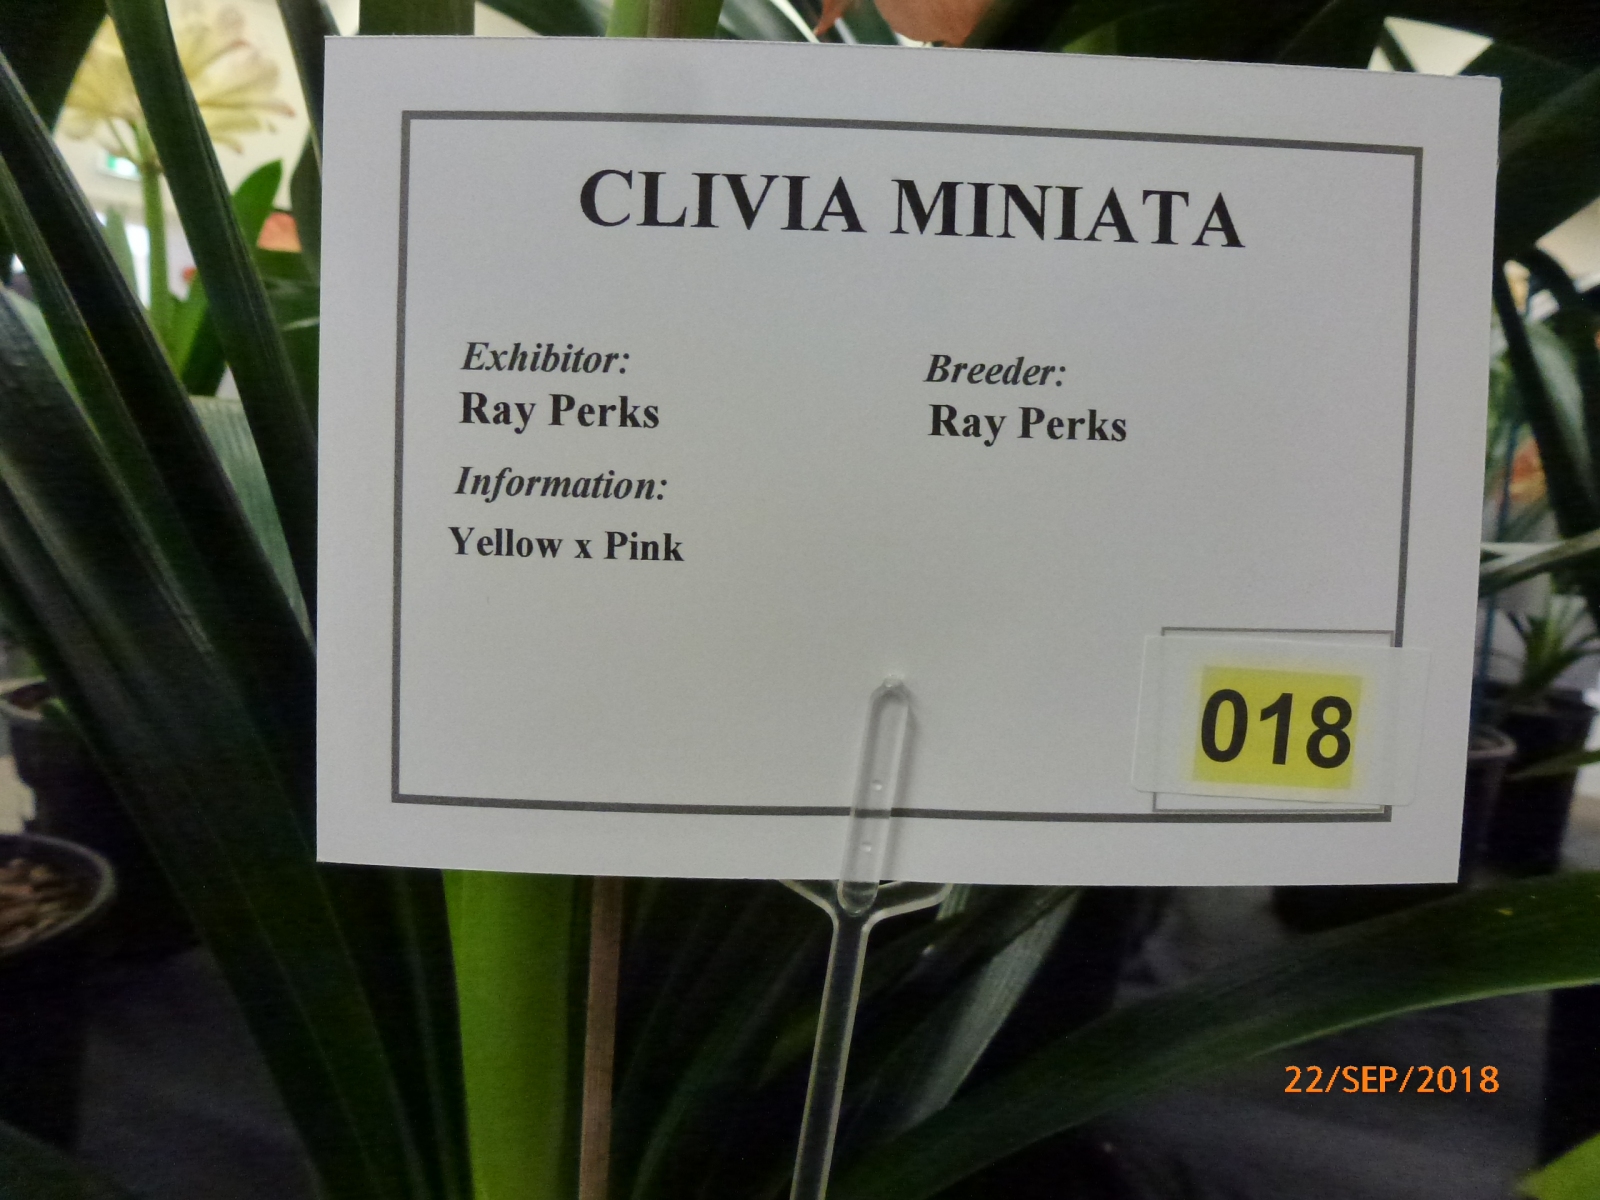 CLIVIA MINIATA
Exhibitor:
Ray Perks
Breeder:
Ray Perks
Information:
Yellow x Pink
018
22/SEP/2018